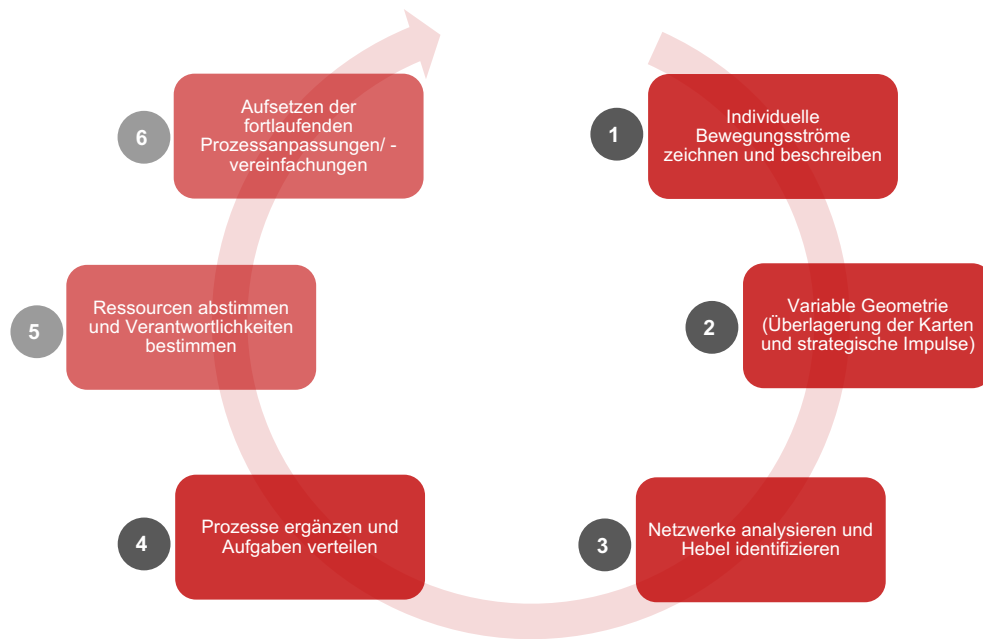 1
Individuelle
Bewegungsströme
zeichnen und beschreiben
2
Variable Geometrie
(Überlagerung der Karten
und strategische Impulse)
3
Netzwerke analysieren und
Hebel identifizieren
4
Prozesse ergänzen und
Aufgaben verteilen
5
Ressourcen abstimmen
und Verantwortlichkeiten
bestimmen
6
Aufsetzen der
fortlaufenden
Prozessanpassungen/ -
vereinfachungen